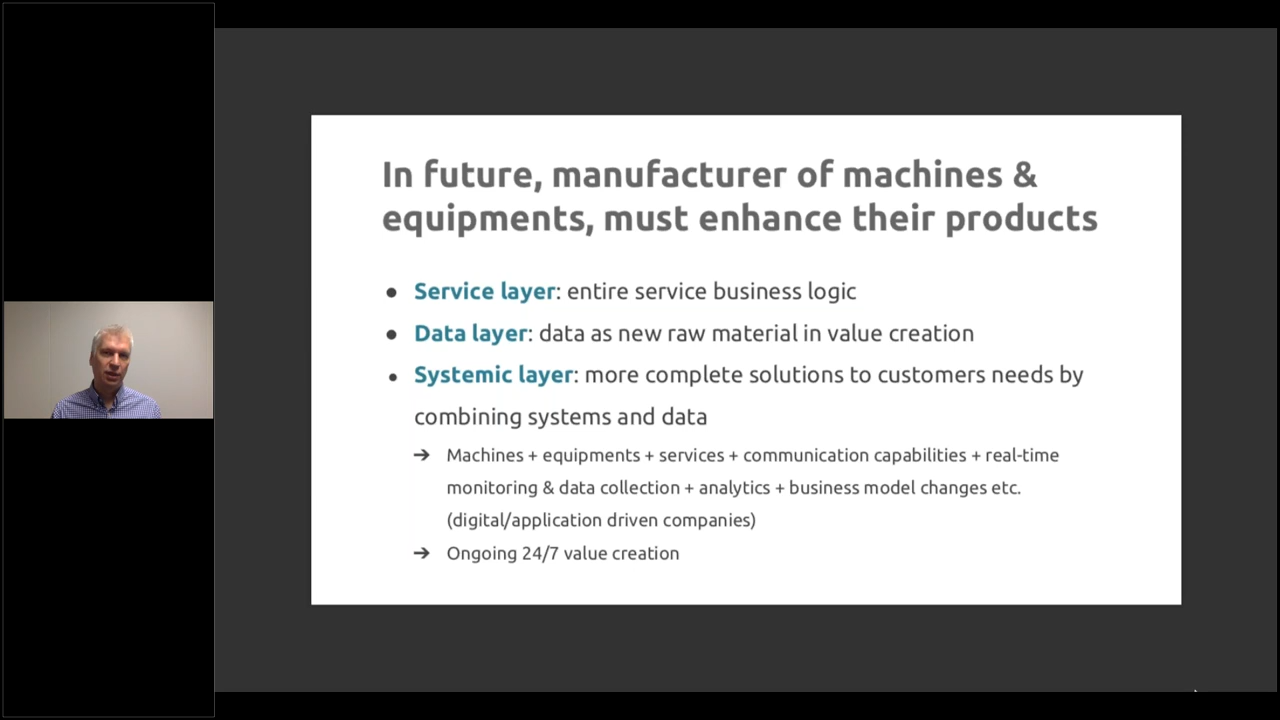 In future, manufacturer of machines &
equipments, must enhance their products
● Service layer: entire service business logic
● Data layer: data as new raw material in value creation
● Systemic layer: more complete solutions to customers needs by
combining systems and data
➔ Machines + equipments + services + communication capabilities + real-time
monitoring & data collection + analytics + business model changes etc.
(digital/application driven companies)
➔ Ongoing 24/7 value creation